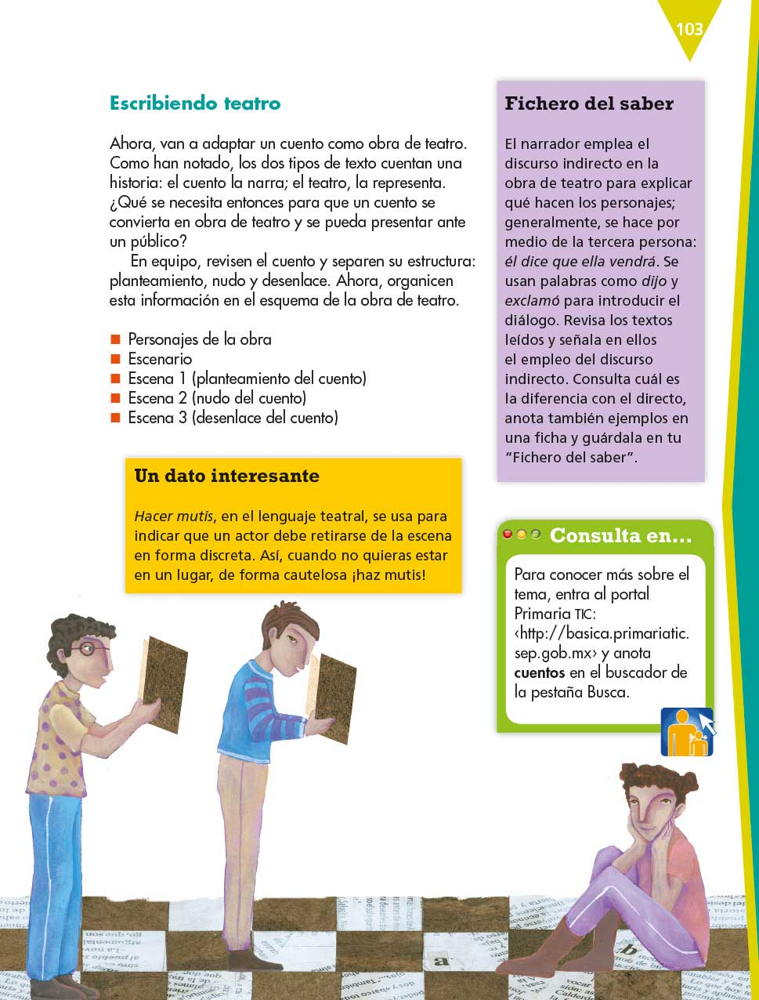 103
Escribiendo teatro
Ahora, van a adaptar un cuento como obra de teatro.
Como han notado, los dos tipos de texto cuentan una
historia: el cuento la narra; el teatro, la representa.
¿Qué se necesita entonces para que un cuento se
convierta en obra de teatro y se pueda presentar ante
un público?
En equipo, revisen el cuento y separen su estructura:
planteamiento, nudo y desenlace. Ahora, organicen
esta información en el esquema de la obra de teatro.
Personajes de la obra
Escenario
Escena 1 (planteamiento del cuento)
Escena 2 (nudo del cuento)
Escena 3 (desenlace del cuento)
Un dato interesante
Hacer mutis, en el lenguaje teatral, se usa para
indicar que un actor debe retirarse de la escena
en forma discreta. Así, cuando no quieras estar
en un lugar, de forma cautelosa ¡haz mutis!
Fichero del saber
El narrador emplea el
discurso indirecto en la
obra de teatro para explicar
qué hacen los personajes;
generalmente, se hace por
medio de la tercera persona:
él dice que ella vendrá. Se
usan palabras como dijo y
exclamó para introducir el
diálogo. Revisa los textos
leídos y señala en ellos
el empleo del discurso
indirecto. Consulta cuál es
la diferencia con el directo,
anota también ejemplos en
una ficha y guárdala en tu
“Fichero del saber”.
Consulta en...
Para conocer más sobre el
tema, entra al portal
Primaria TIC:
‹http://basica.primariatic.
sep.gob.mx› y anota
cuentos en el buscador de
la pestaña Busca.
a
b